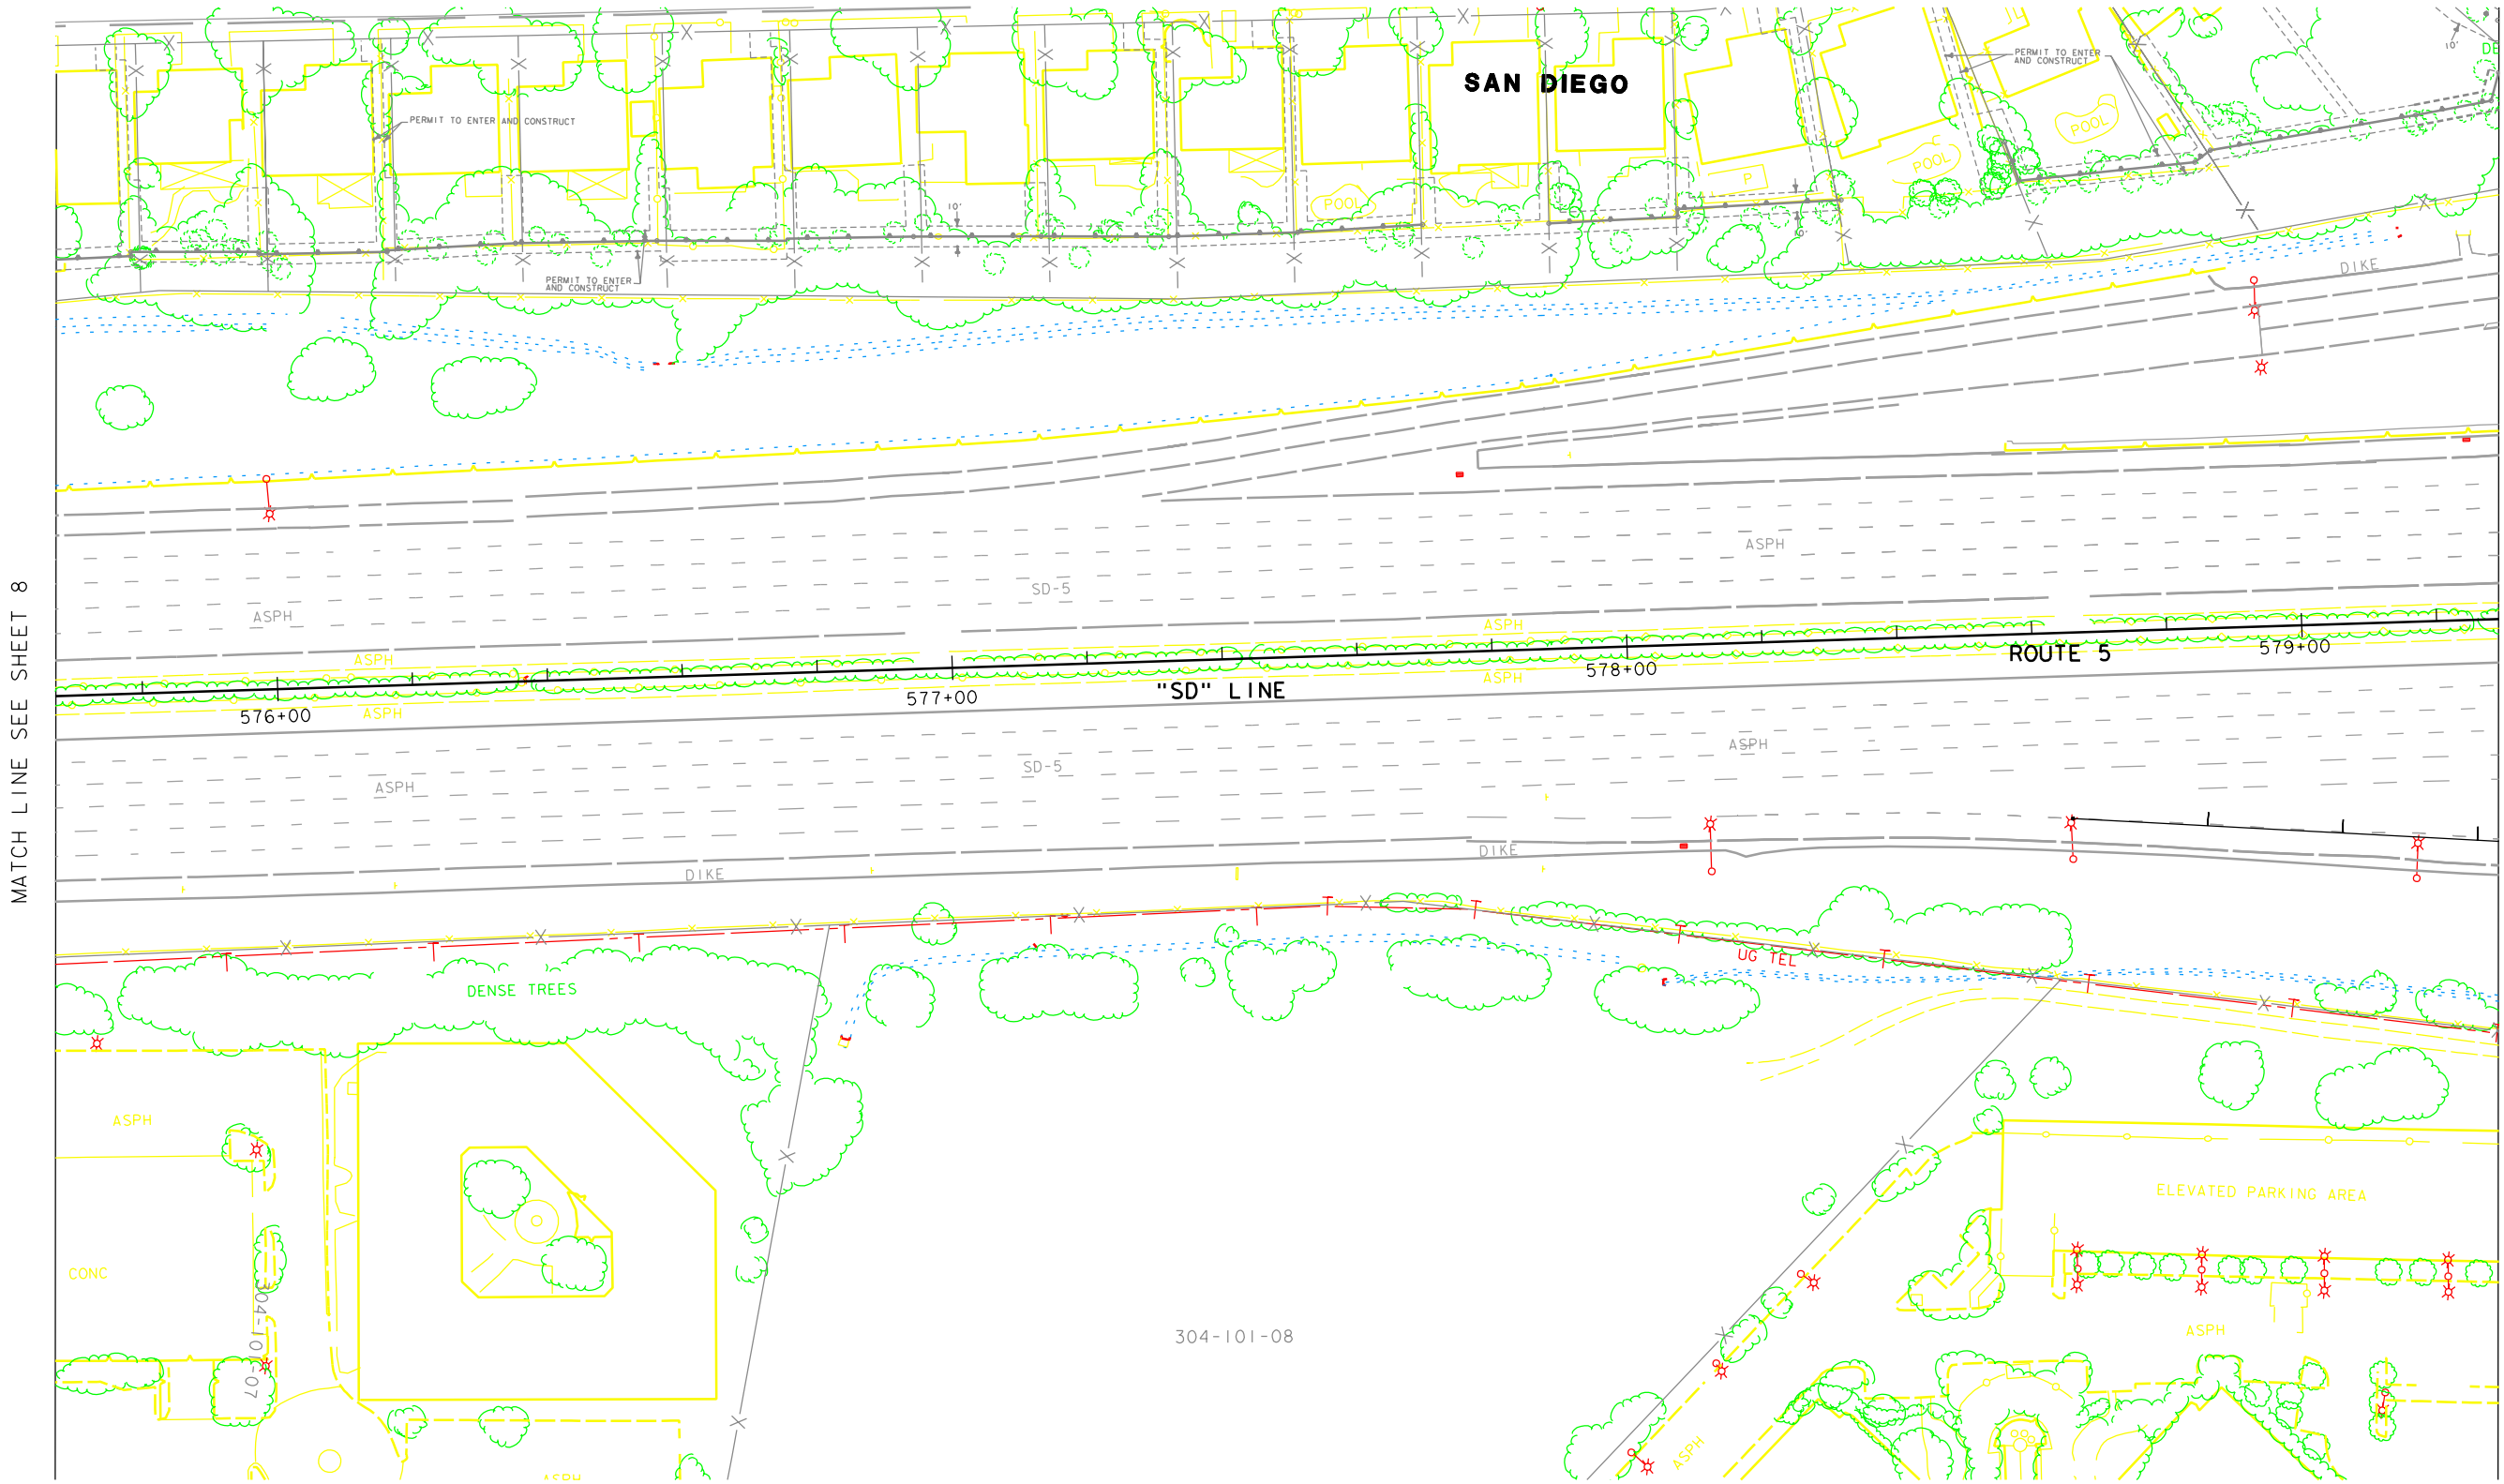 SAN DIEGO
PERMIT TO ENTER
AND CONSTRUCT
10'
DE
PERMIT TO ENTER AND CONSTRUCT
POOL
POOL
P
POOL
10'
10'
PERMIT TO ENTER
AND CONSTRUCT
DIKE
ASPH
SD-5
ASPH
ASPH
ASPH
ROUTE 5
579+00
578+00
ASPH
"SD" LINE
577+00
576+00
ASPH
MATCH LINE SEE SHEET 8
ASPH
SD-5
ASPH
DIKE
DIKE
UG TEL
DENSE TREES
ASPH
ELEVATED PARKING AREA
CONC
304-101-07
304-101-08
ASPH
ASPH
ASPH